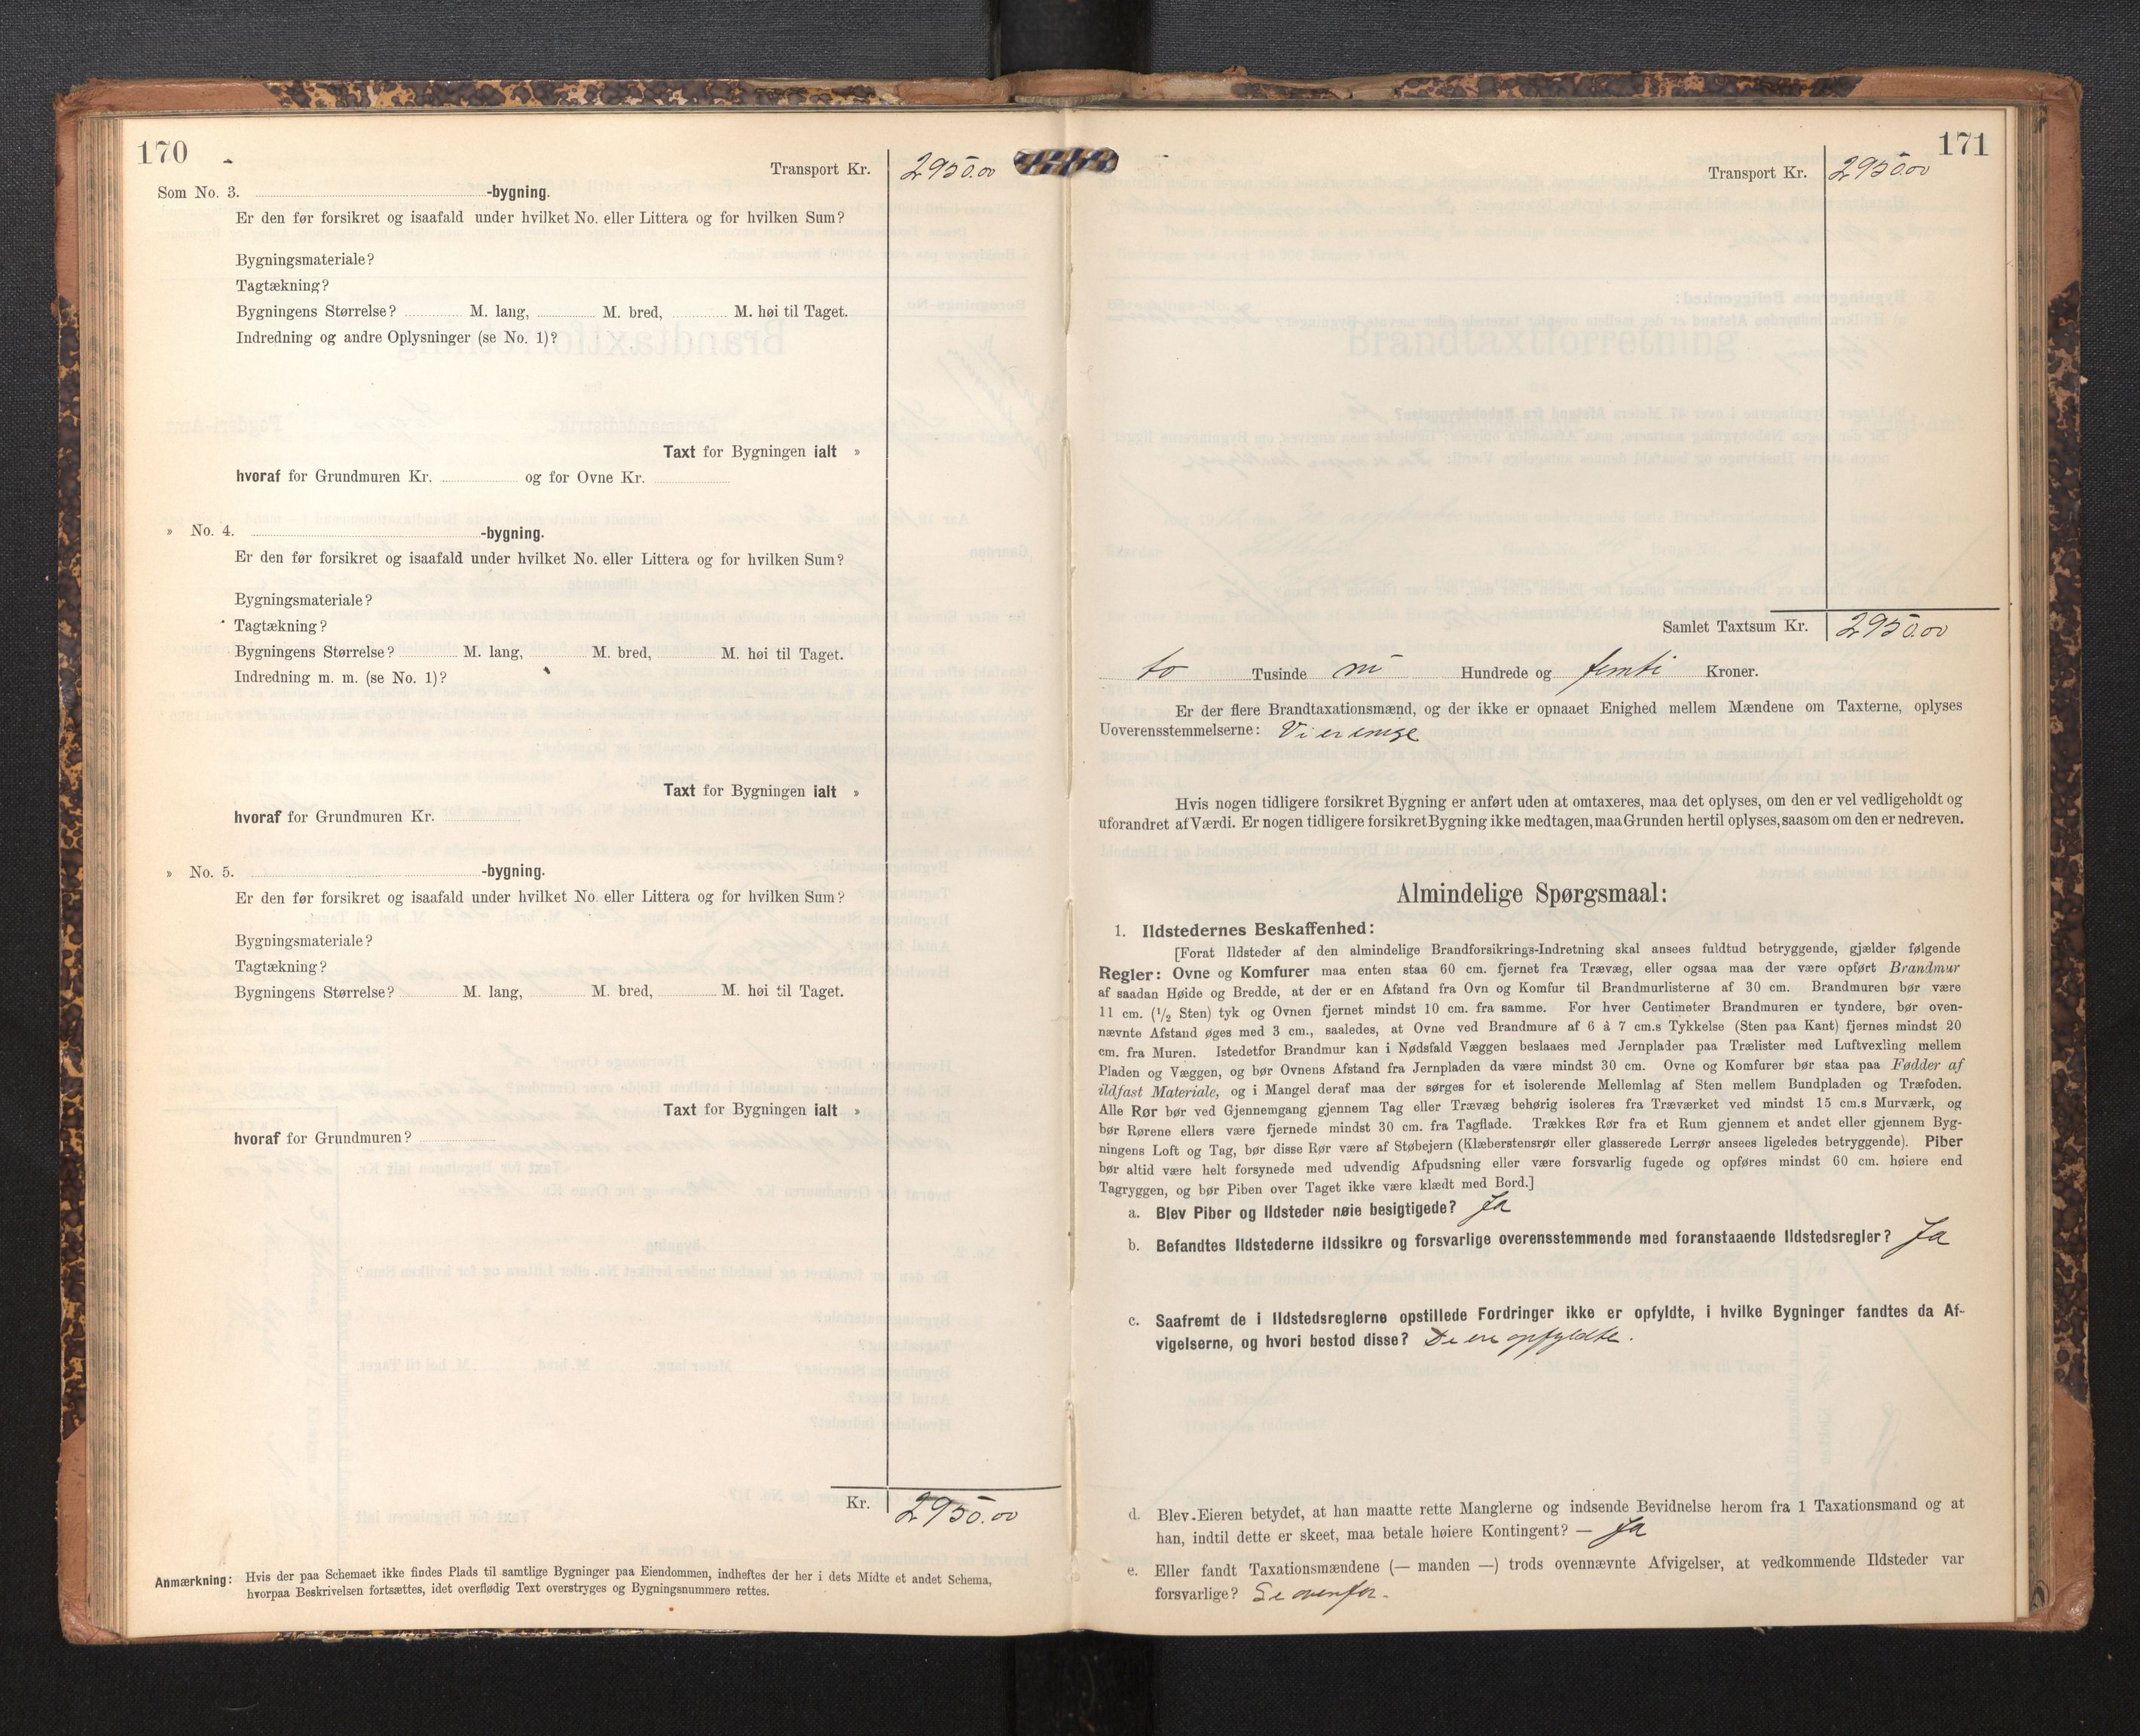 170
Transport Kr. 2950.00
Som No. 3. -bygning.
Er den før forsikret og isaafald under hvilket No. eller Littera og for hvilken Sum?
Bygningsmateriale?
Tagtækning?
Bygningens Størrelse? M. lang, M. bred, M. høi til Taget.
Indredning og andre Oplysninger (se No. 1)?
Taxt for Bygningen ialt »
hvoraf for Grundmuren Kr. og for Ovne Kr.
» No. 4. -bygning.
Er den før forsikret og isaafald under hvilket No. eller Littera og for hvilken Sum?
Bygningsmateriale?
Tagtækning?
Bygningens Størrelse? M. lang, M. bred, M. høi til Taget.
Indredning m. m. (se No. 1)?
Taxt for Bygningen ialt »
hvoraf for Grundmuren Kr.
» No. 5. -bygning.
Er den før forsikret og isaafald under hvilket No. eller Littera og for hvilken Sum?
Bygningsmateriale?
Tagtækning?
Bygningens Størrelse? M. lang, M. bred, M. høi til Taget.
Taxt for Bygningen ialt »
hvoraf for Grundmuren?
Kr. 2950.00
Anmærkning: Hvis der paa Schemaet ikke findes Plads til samtlige Bygninger paa Eiendommen, indheftes der her i dets Midte et andet Schema,
hvorpaa Beskrivelsen fortsættes, idet overflødig Text overstryges og Bygningsnummere rettes.
171
Transport Kr. 2950.00
Samlet Taxtsum Kr. 2950.00
to Tusinde ni Hundrede og femti Kroner.
Er der flere Brandtaxationsmænd, og der ikke er opnaaet Enighed mellem Mændene om Taxterne, oplyses
Uoverensstemmelserne: Vi er enige
Hvis nogen tidligere forsikret Bygning er anført uden at omtaxeres, maa det oplyses, om den er vel vedligeholdt og
uforandret af Værdi. Er nogen tidligere forsikret Bygning ikke medtagen, maa Grunden hertil oplyses, saasom om den er nedreven.
Almindelige Spørgsmaal:
1. Ildstedernes Beskaffenhed:
[Forat Ildsteder af den almindelige Brandforsikrings-Indretning skal ansees fuldtud betryggende, gjælder følgende
Regler: Ovne og Komfurer maa enten staa 60 cm. fjernet fra Trævæg, eller ogsaa maa der være opført Brandmur
af saadan Høide og Bredde, at der er en Afstand fra Ovn og Komfur til Brandmurlisterne af 30 cm. Brandmuren bør være
11 cm. (1/2 Sten) tyk og Ovnen fjernet mindst 10 cm. fra samme. For hver Centimeter Brandmuren er tyndere, bør oven-
nævnte Afstand øges med 3 cm., saaledes, at Ovne ved Brandmure af 6 à 7 cm.s Tykkelse (Sten paa Kant) fjernes mindst 20
cm. fra Muren. Istedetfor Brandmur kan i Nødsfald Væggen beslaaes med Jernplader paa Trælister med Luftvexling mellem
Pladen og Væggen, og bør Ovnens Afstand fra Jernpladen da være mindst 30 cm. Ovne og Komfurer bør staa paa Fødder af
ildfast Materiale, og i Mangel deraf maa der sørges for et isolerende Mellemlag af Sten mellem Bundpladen og Træfoden.
Alle Rør bør ved Gjennemgang gjennem Tag eller Trævæg behørig isoleres fra Træværket ved mindst 15 cm.s Murværk, og
bør Rørene ellers være fjernede mindst 30 cm. fra Tagflade. Trækkes Rør fra et Rum gjennem et andet eller gjennem Byg-
ningens Loft og Tag, bør disse Rør være af Støbejern (Klæberstensrør eller glasserede Lerrør ansees ligeledes betryggende). Piber
bør altid være helt forsynede med udvendig Afpudsning eller være forsvarlig fugede og opføres mindst 60 cm. høiere end
Tagryggen, og bør Piben over Taget ikke være klædt med Bord.]
a. Blev Piber og Ildsteder nøie besigtigede? Ja
b. Befandtes Ildstederne ildssikre og forsvarlige overensstemmende med foranstaaende Ildstedsregler? Ja
c. Saafremt de i Ildstedsreglerne opstillede Fordringer ikke er opfyldte, i hvilke Bygninger fandtes da Af-
vigelserne, og hvori bestod disse? De ere opfyldte.
d. Blev Eieren betydet, at han maatte rette Manglerne og indsende Bevidnelse herom fra 1 Taxationsmand og at
han, indtil dette er skeet, maa betale høiere Kontingent? — Ja
e. Eller fandt Taxationsmændene (— manden —) trods ovennævnte Afvigelser, at vedkommende Ildsteder var
forsvarlige? Se ovenfor.